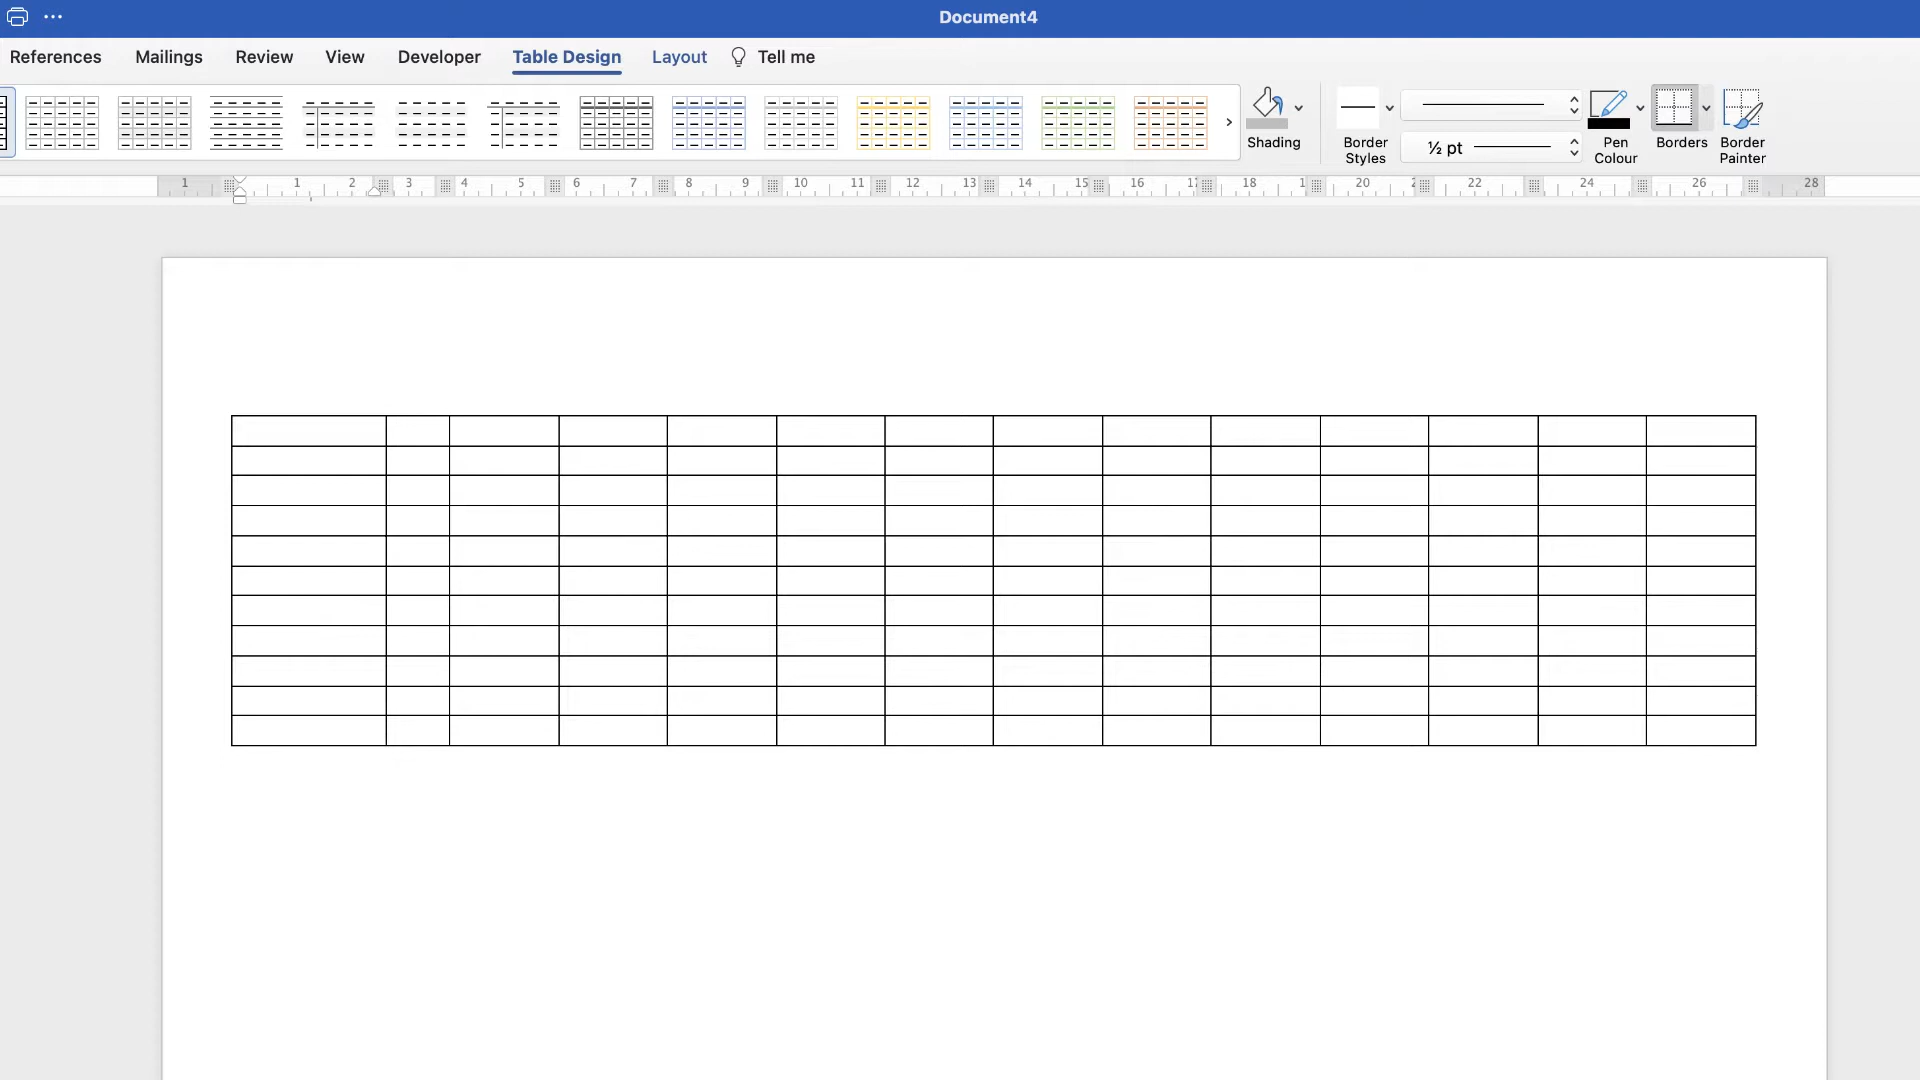 Document4
References Mailings Review View Developer Table Design Layout Tell me
Shading
Border Styles
½ pt
Pen Colour
Borders
Border Painter
1 1 2 3 4 5 6 7 8 9 10 11 12 13 14 15 16 18 20 22 24 26 28